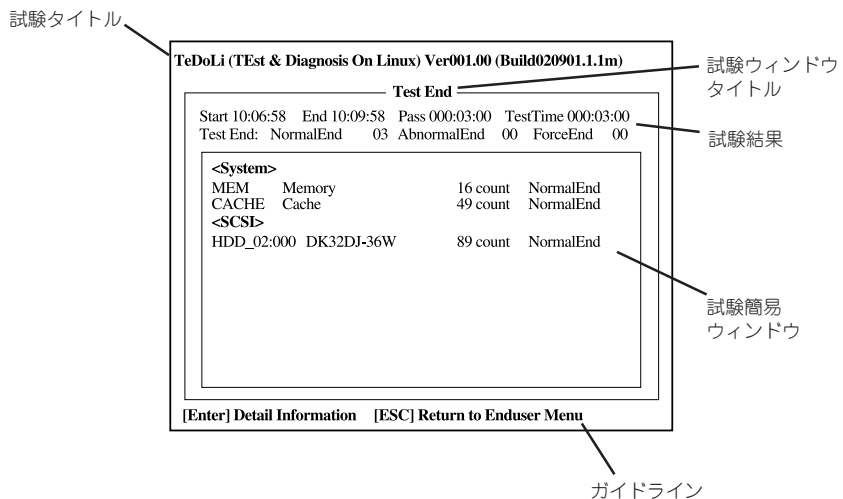 試験タイトル
TeDoLi (TEst & Diagnosis On Linux) Ver001.00 (Build020901.1.1m)
試験ウィンドウ
タイトル
Test End
Start 10:06:58 End 10:09:58 Pass 000:03:00 TestTime 000:03:00
Test End: NormalEnd 03 AbnormalEnd 00 ForceEnd 00
試験結果
<System>
MEM Memory 16 count NormalEnd
CACHE Cache 49 count NormalEnd
<SCSI>
HDD_02:000 DK32DJ-36W 89 count NormalEnd
試験簡易
ウィンドウ
[Enter] Detail Information [ESC] Return to Enduser Menu
ガイドライン